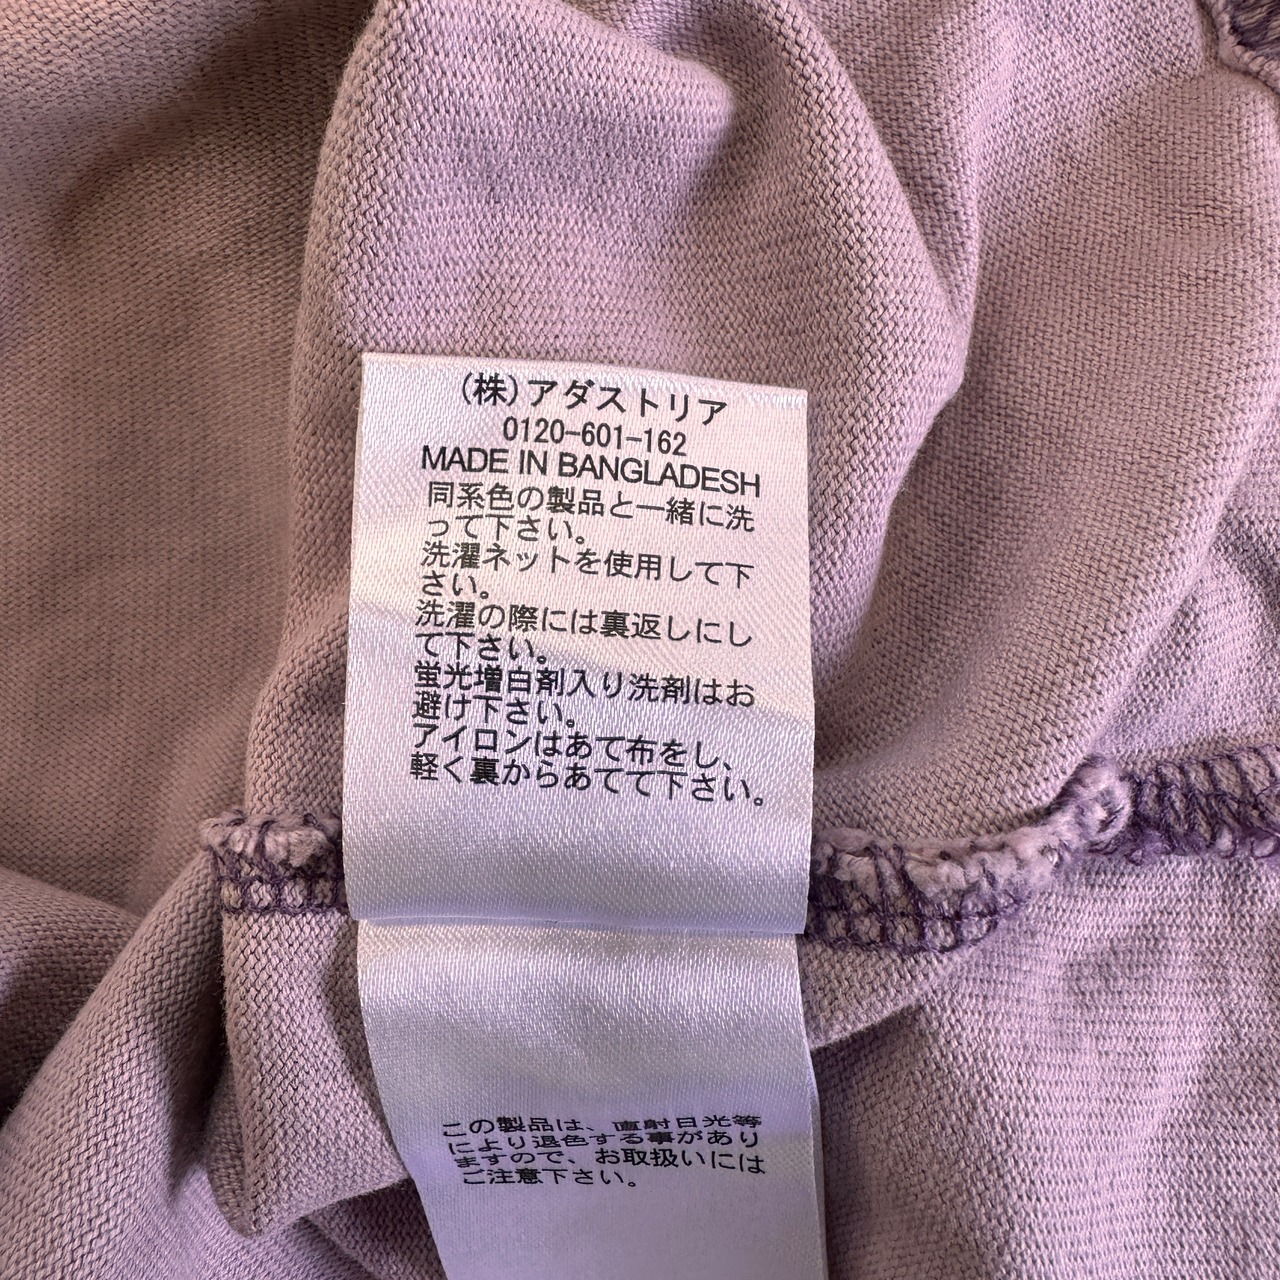 (株)アダストリア
0120-601-162
MADE IN BANGLADESH
同系色の製品と一緒に洗
って下さい。
洗濯ネットを使用して下
さい。
洗濯の際には裏返しにし
て下さい。
蛍光増白剤入り洗剤はお
避け下さい。
アイロンはあて布をし、
軽く裏からあてて下さい。
この製品は、直射日光等
により退色する事があり
ますので、お取扱いには
ご注意下さい。